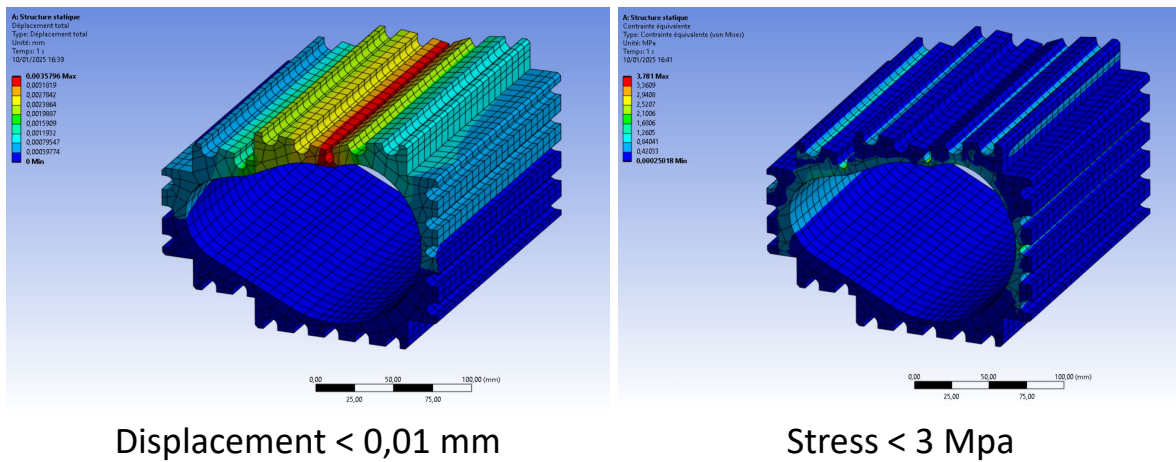 A: Structure statique
Déplacement total
Type: Déplacement total
Unité: mm
Temps: 1 s
10/01/2025 16:39
0,0035796 Max
0,0031819
0,0027842
0,0023864
0,0019887
0,0015909
0,0011932
0,00079547
0,00039774
0 Min
0,00
50,00
100,00 (mm)
25,00
75,00
A: Structure statique
Contrainte équivalente
Type: Contrainte équivalente (von Mises)
Unité: MPa
Temps: 1 s
10/01/2025 16:41
3,781 Max
3,3609
2,9408
2,5207
2,1006
1,6806
1,2605
0,84041
0,42033
0,00025018 Min
0,00
50,00
100,00 (mm)
25,00
75,00
Displacement < 0,01 mm
Stress < 3 Mpa